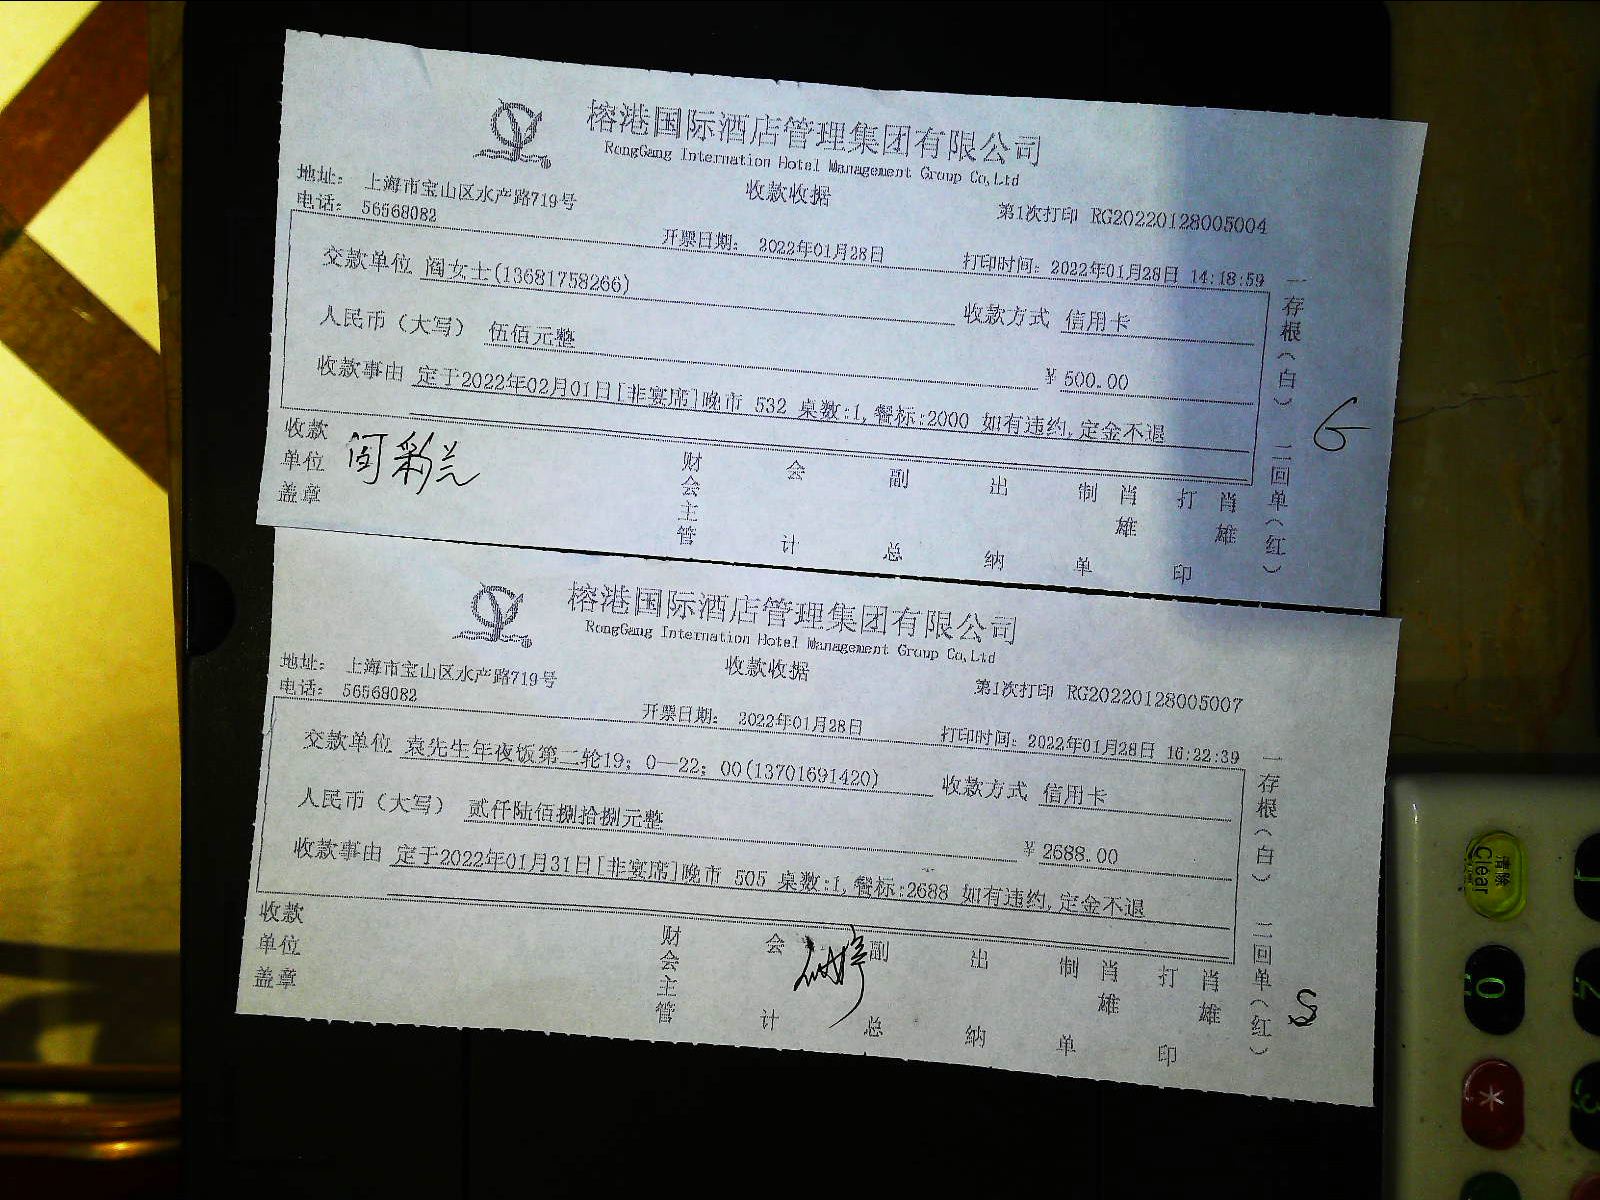 榕港国际酒店管理集团有限公司
RongGang Internation Hotel Management Group Co,Ltd
地址： 上海市宝山区水产路719号
收款收据
电话： 56568082
第1次打印 RG20220128005004
开票日期： 2022年01月28日
打印时间：2022年01月28日 14:18:59
交款单位 阎女士(13681758266)
收款方式 信用卡
人民币（大写） 伍佰元整
￥500.00
收款事由 定于2022年02月01日[非宴席]晚市 532 桌数:1,餐标:2000 如有违约,定金不退
收款单位盖章
阎彩兰
财会主管 会计 副总 出纳 制单 肖雄 打印 肖雄
一存根（白） 二回单（红）
G
榕港国际酒店管理集团有限公司
RongGang Internation Hotel Management Group Co,Ltd
地址： 上海市宝山区水产路719号
收款收据
电话： 56568082
第1次打印 RG20220128005007
开票日期： 2022年01月28日
打印时间：2022年01月28日 16:22:39
交款单位 袁先生年夜饭第二轮19；0—22；00(13701691420)
收款方式 信用卡
人民币（大写） 贰仟陆佰捌拾捌元整
￥2688.00
收款事由 定于2022年01月31日[非宴席]晚市 505 桌数:1,餐标:2688 如有违约,定金不退
收款单位盖章
财会主管 会计 副总 出纳 制单 肖雄 打印 肖雄
一存根（白） 二回单（红）
S
清除
Clear
0
*